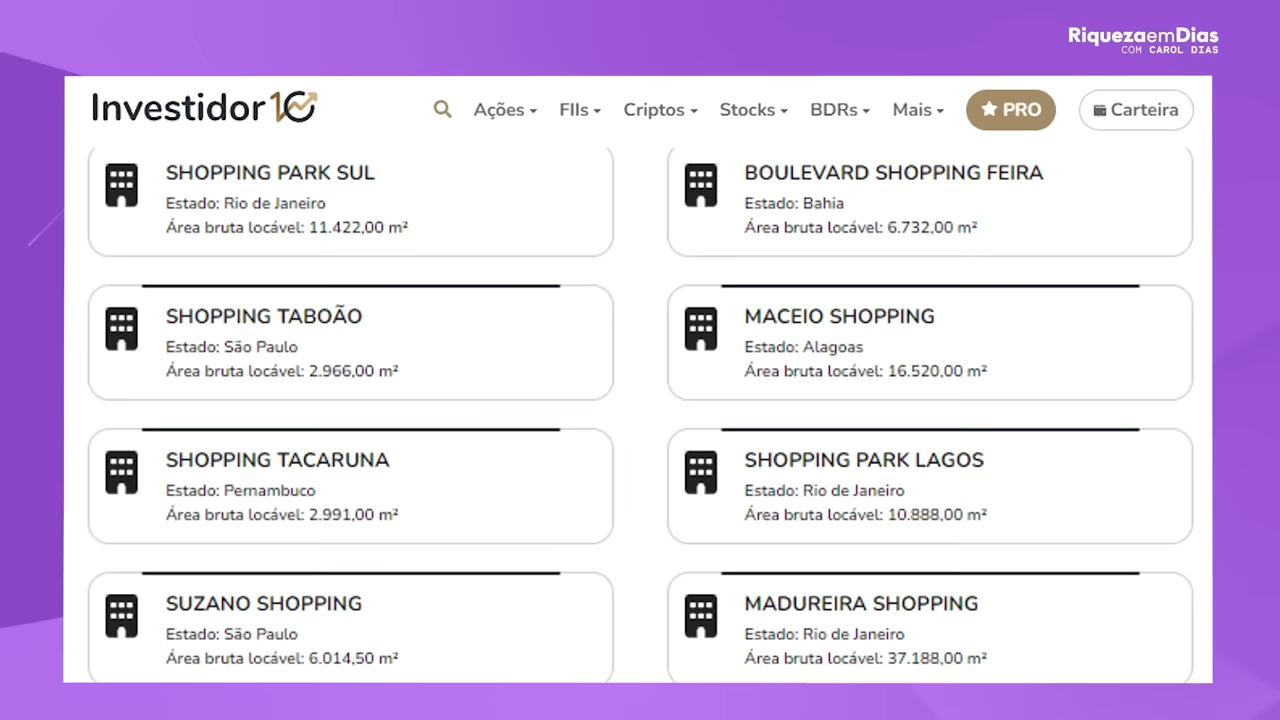 RiquezaemDias
COM CAROL DIAS
Investidor 10
Ações
FIIs
Criptos
Stocks
BDRs
Mais
PRO
Carteira
SHOPPING PARK SUL
Estado: Rio de Janeiro
Área bruta locável: 11.422,00 m²
BOULEVARD SHOPPING FEIRA
Estado: Bahia
Área bruta locável: 6.732,00 m²
SHOPPING TABOÃO
Estado: São Paulo
Área bruta locável: 2.966,00 m²
MACEIO SHOPPING
Estado: Alagoas
Área bruta locável: 16.520,00 m²
SHOPPING TACARUNA
Estado: Pernambuco
Área bruta locável: 2.991,00 m²
SHOPPING PARK LAGOS
Estado: Rio de Janeiro
Área bruta locável: 10.888,00 m²
SUZANO SHOPPING
Estado: São Paulo
Área bruta locável: 6.014,50 m²
MADUREIRA SHOPPING
Estado: Rio de Janeiro
Área bruta locável: 37.188,00 m²